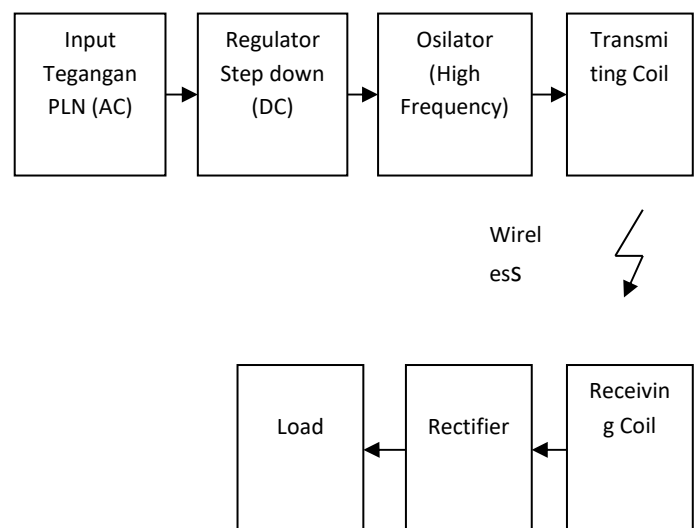 Input
Tegangan
PLN (AC)
Regulator
Step down
(DC)
Osilator
(High
Frequency)
Transmi
ting Coil
Wirel
esS
Load
Rectifier
Receivin
g Coil